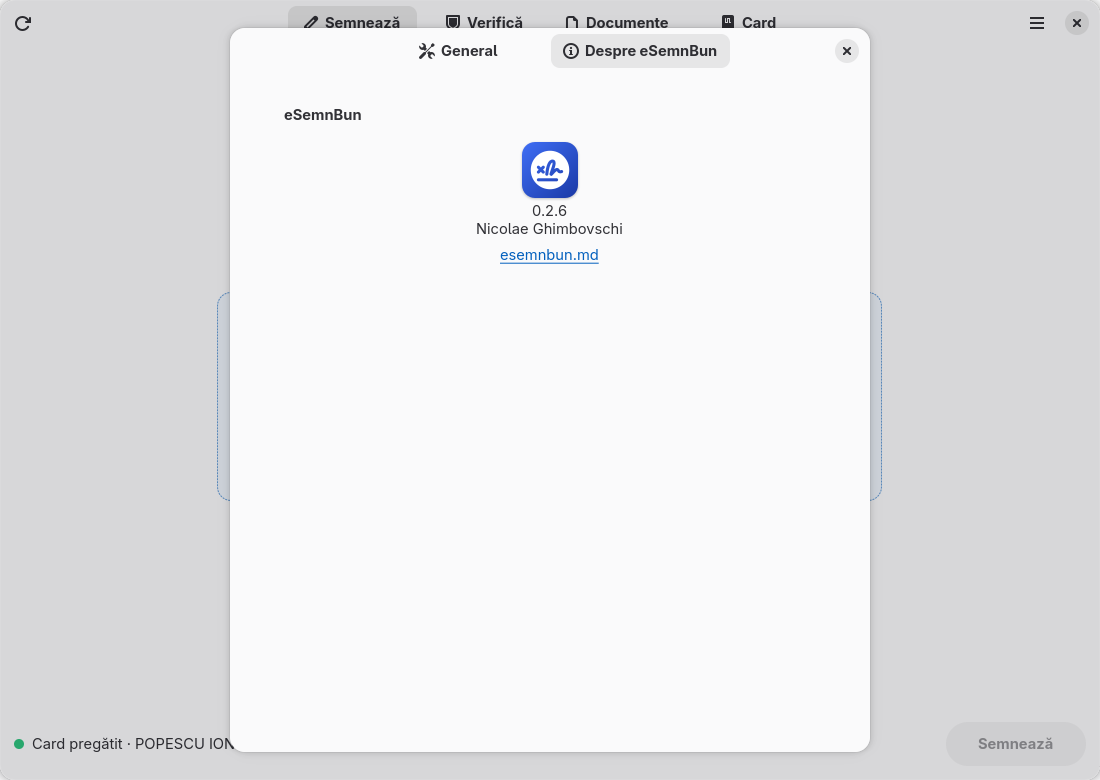 Semnează
Verifică
Documente
Card
General
Despre eSemnBun
eSemnBun
0.2.6
Nicolae Ghimbovschi
esemnbun.md
Card pregătit · POPESCU ION
Semnează